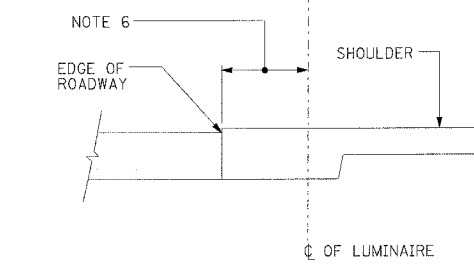 NOTE 6
SHOULDER
EDGE OF
ROADWAY
℄ OF LUMINAIRE